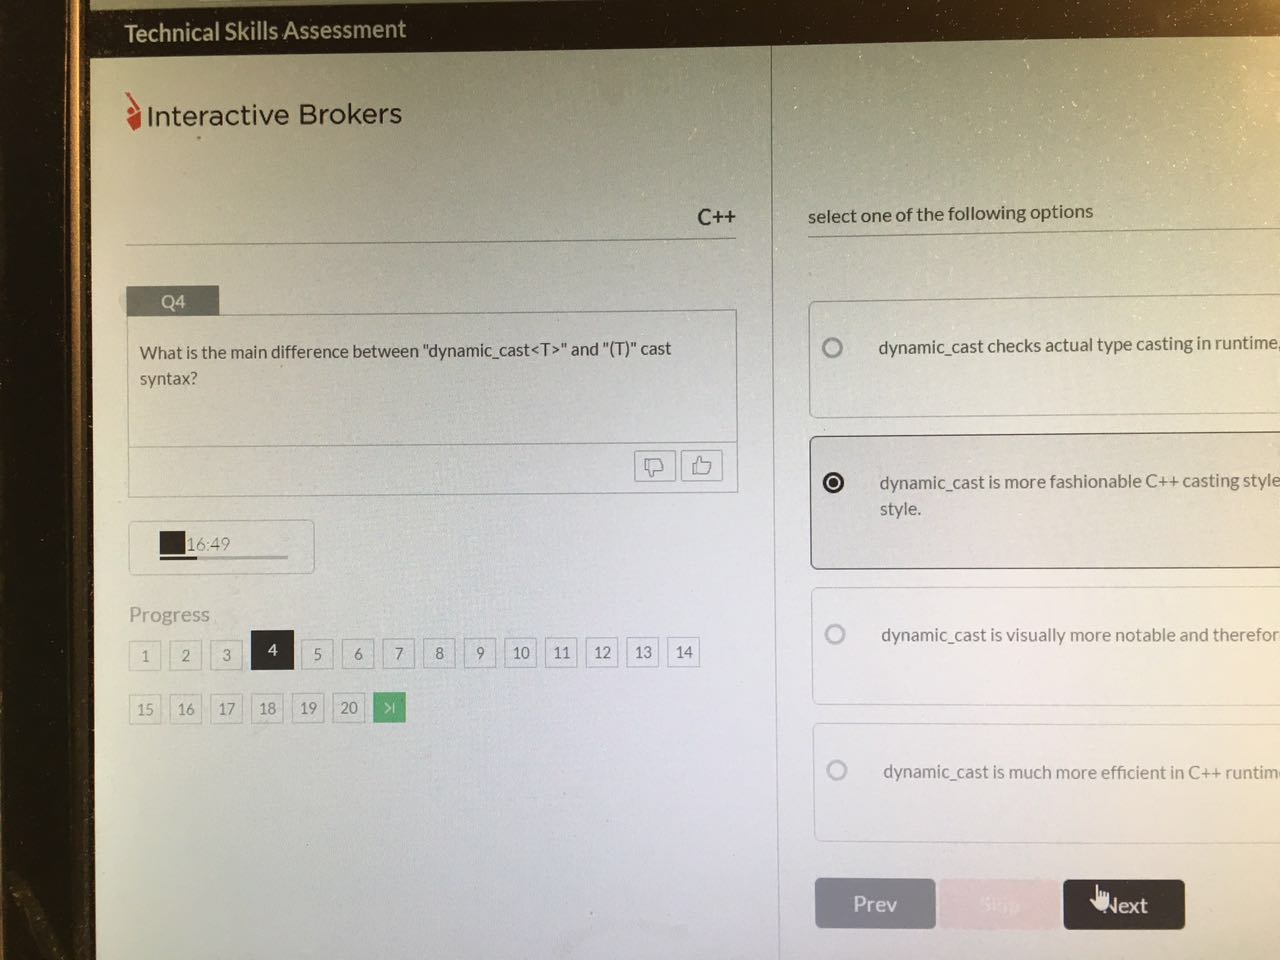 Technical Skills Assessment
Interactive Brokers
C++
Q4
What is the main difference between "dynamic_cast<T>" and "(T)" cast
syntax?
16:49
Progress
1 2 3 4 5 6 7 8 9 10 11 12 13 14
15 16 17 18 19 20 >|
select one of the following options
dynamic_cast checks actual type casting in runtime,
dynamic_cast is more fashionable C++ casting style
style.
dynamic_cast is visually more notable and
dynamic_cast is much more efficient in C++
Prev Skip Next